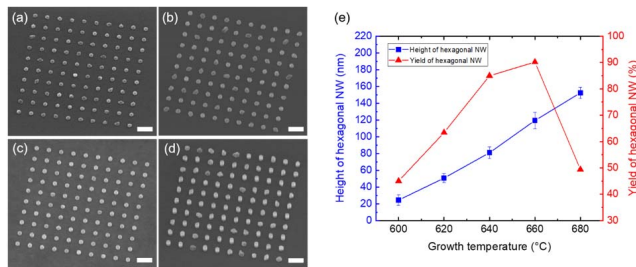 (a)
(b)
(c)
(d)
(e)
Height of hexagonal NW
Yield of hexagonal NW
Height of hexagonal NW (nm)
220
200
180
160
140
120
100
80
60
40
20
0
Yield of hexagonal NW (%)
100
90
80
70
60
50
40
30
600 620 640 660 680
Growth temperature (°C)